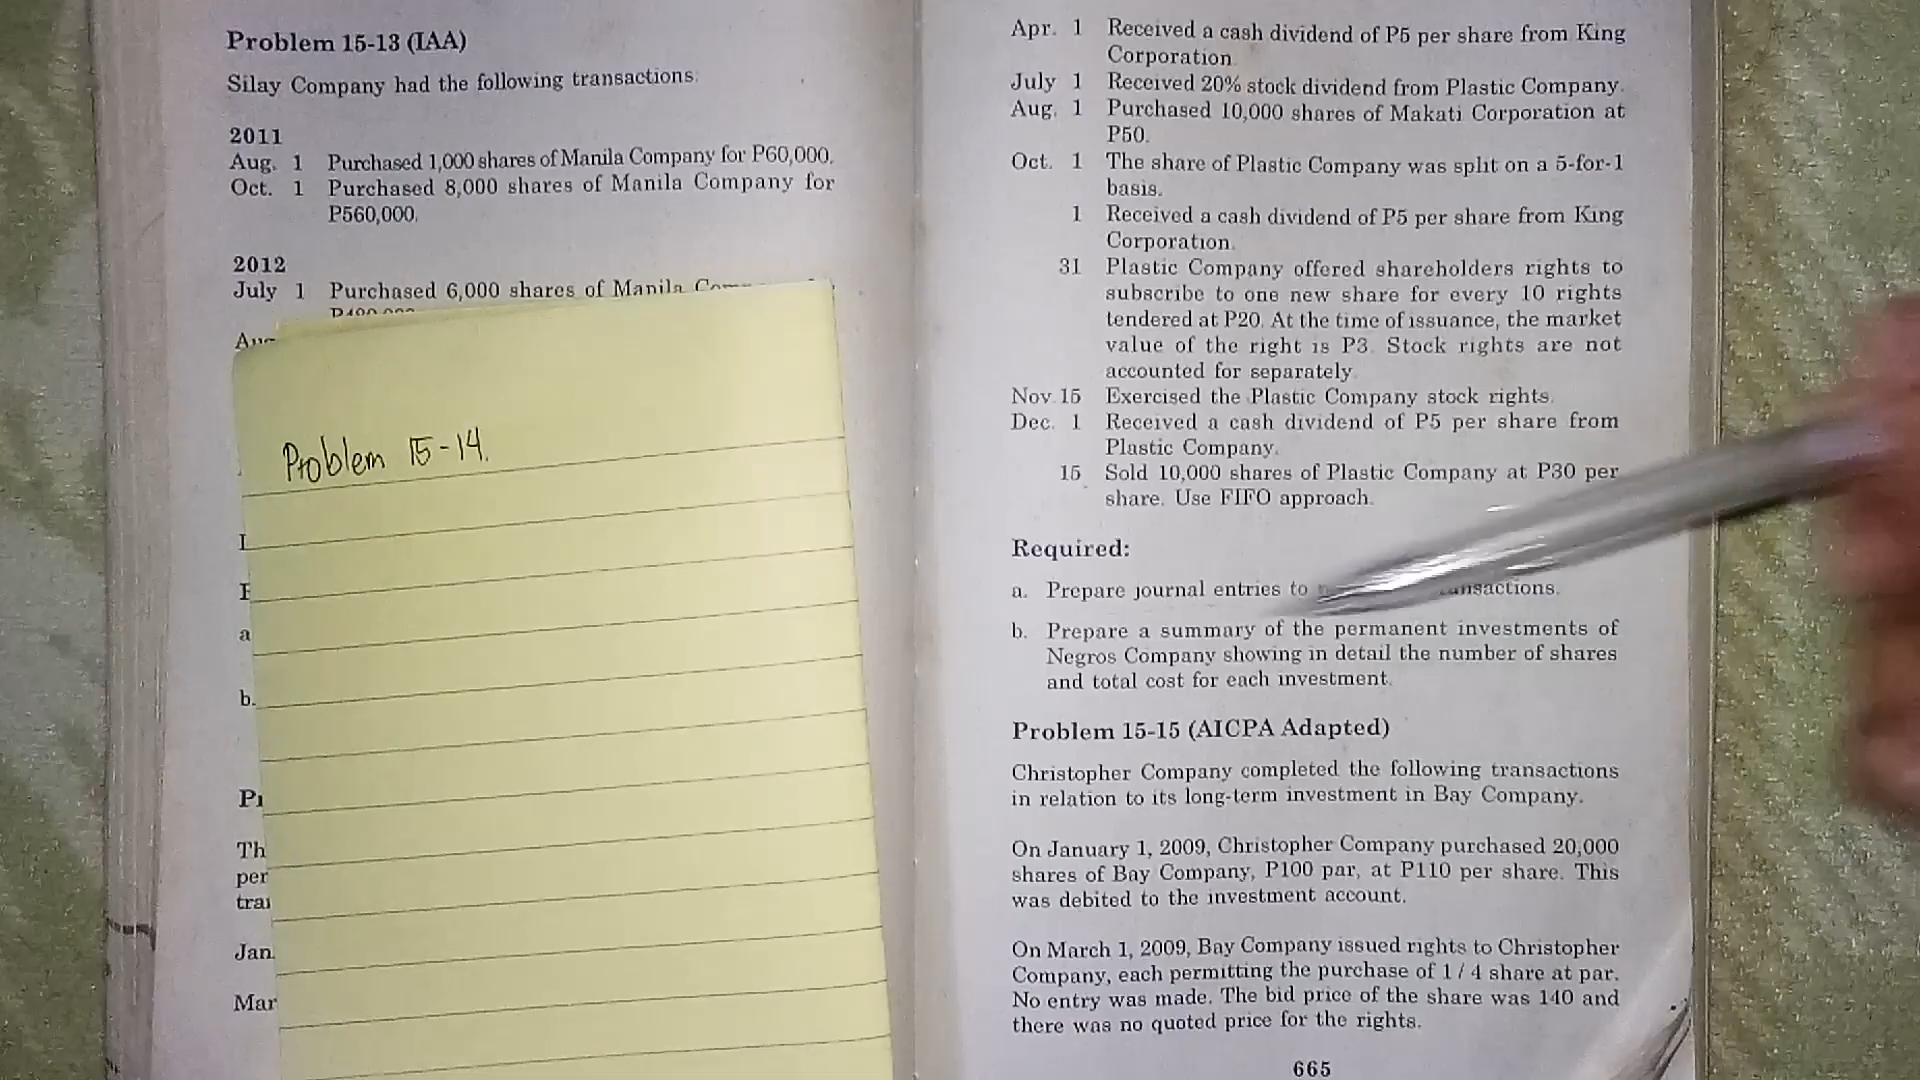 Problem 15-13 (IAA)
Silay Company had the following transactions:
2011
Aug. 1 Purchased 1,000 shares of Manila Company for P60,000.
Oct. 1 Purchased 8,000 shares of Manila Company for
P560,000.
2012
July 1 Purchased 6,000 shares of Manila
Problem 15-14.
b.
Jan.
Mar
Apr. 1 Received a cash dividend of P5 per share from King
Corporation.
July 1 Received 20% stock dividend from Plastic Company.
Aug. 1 Purchased 10,000 shares of Makati Corporation at
P50.
Oct. 1 The share of Plastic Company was split on a 5-for-1
basis.
1 Received a cash dividend of P5 per share from King
Corporation.
31 Plastic Company offered shareholders rights to
subscribe to one new share for every 10 rights
tendered at P20. At the time of issuance, the market
value of the right is P3. Stock rights are not
accounted for separately.
Nov. 15 Exercised the Plastic Company stock rights.
Dec. 1 Received a cash dividend of P5 per share from
Plastic Company.
15 Sold 10,000 shares of Plastic Company at P30 per
share. Use FIFO approach.
Required:
a. Prepare journal entries to
b. Prepare a summary of the permanent investments of
Negros Company showing in detail the number of shares
and total cost for each investment.
Problem 15-15 (AICPA Adapted)
Christopher Company completed the following transactions
in relation to its long-term investment in Bay Company.
On January 1, 2009, Christopher Company purchased 20,000
shares of Bay Company, P100 par, at P110 per share. This
was debited to the investment account.
On March 1, 2009, Bay Company issued rights to Christopher
Company, each permitting the purchase of 1/4 share at par.
No entry was made. The bid price of the share was 140 and
there was no quoted price for the rights.
665